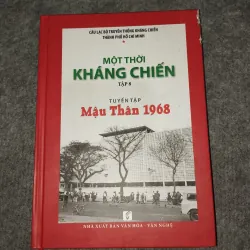 CÂU LẠC BỘ TRUYỀN THỐNG KHÁNG CHIẾN
THÀNH PHỐ HỒ CHÍ MINH
MỘT THỜI
KHÁNG CHIẾN
TẬP 9
TUYỂN TẬP
Mậu Thân 1968
NHÀ XUẤT BẢN VĂN HÓA - VĂN NGHỆ